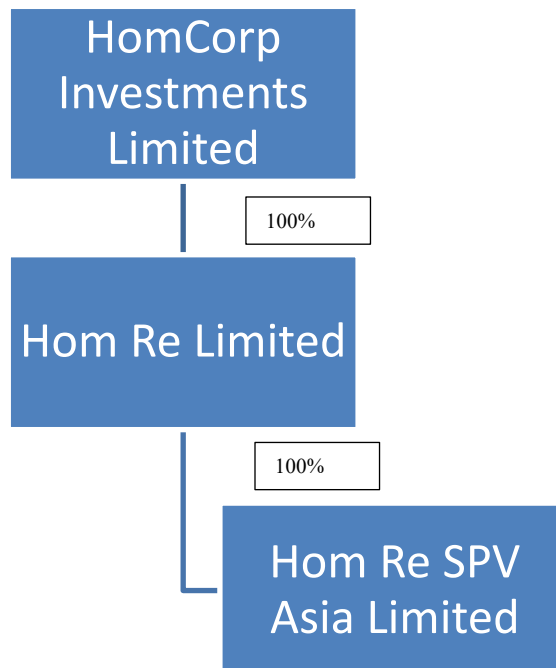 HomCorp
Investments
Limited
100%
Hom Re Limited
100%
Hom Re SPV
Asia Limited